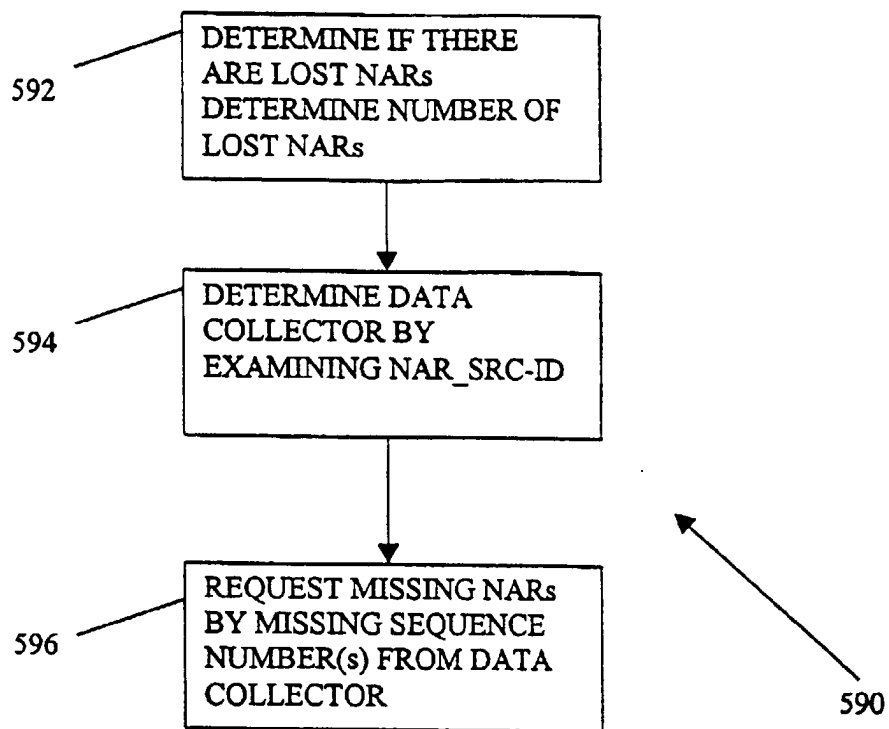 592
DETERMINE IF THERE
ARE LOST NARs
DETERMINE NUMBER OF
LOST NARs
594
DETERMINE DATA
COLLECTOR BY
EXAMINING NAR_SRC-ID
596
REQUEST MISSING NARs
BY MISSING SEQUENCE
NUMBER(s) FROM DATA
COLLECTOR
590